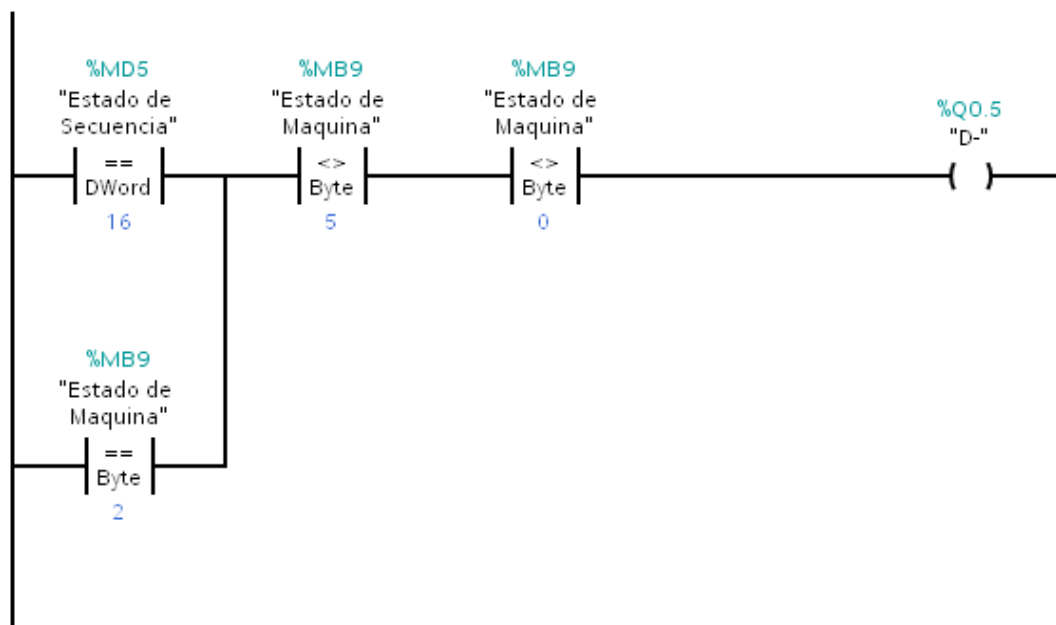 %MD5
"Estado de
Secuencia"
==
DWord
16
%MB9
"Estado de
Maquina"
<>
Byte
5
%MB9
"Estado de
Maquina"
<>
Byte
0
%Q0.5
"D-"
%MB9
"Estado de
Maquina"
==
Byte
2